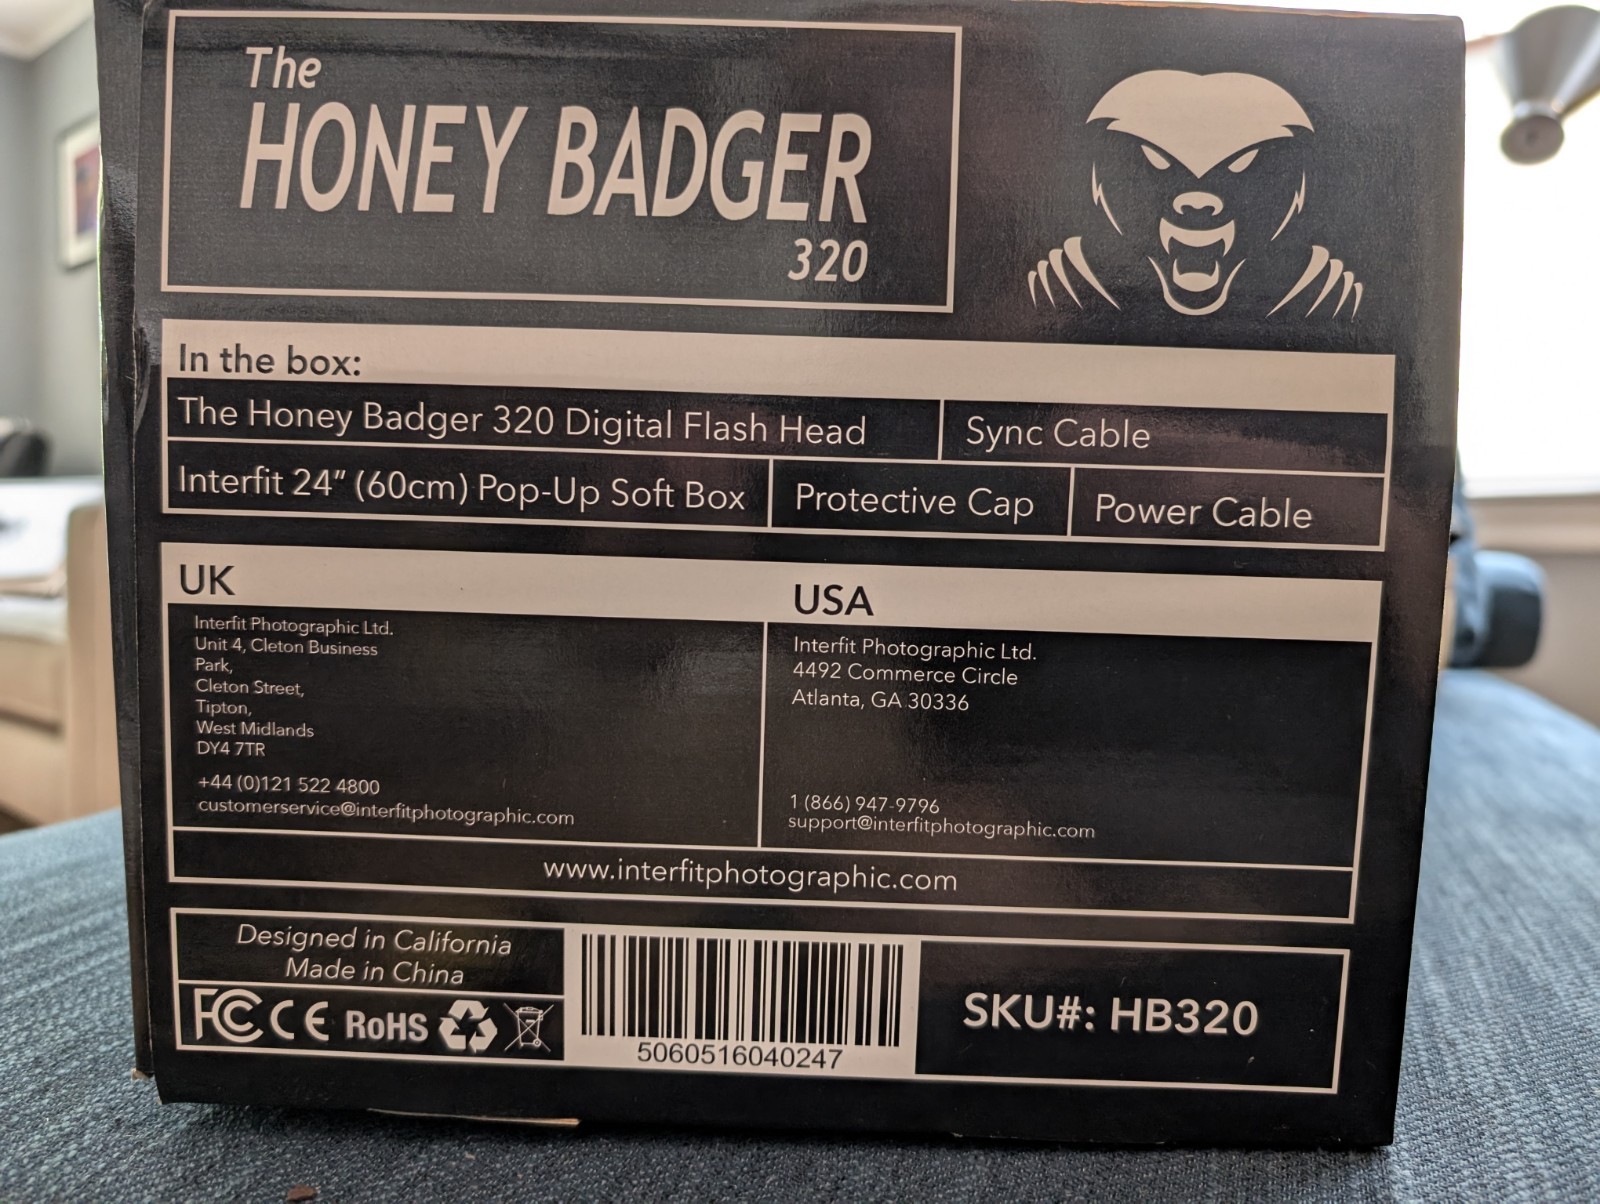 The
HONEY BADGER
320
In the box:
The Honey Badger 320 Digital Flash Head
Sync Cable
Interfit 24" (60cm) Pop-Up Soft Box
Protective Cap
Power Cable
UK
Interfit Photographic Ltd.
Unit 4, Cleton Business
Park,
Cleton Street,
Tipton,
West Midlands
DY4 7TR
+44 (0)121 522 4800
customerservice@interfitphotographic.com
USA
Interfit Photographic Ltd.
4492 Commerce Circle
Atlanta, GA 30336
1 (866) 947-9796
support@interfitphotographic.com
www.interfitphotographic.com
Designed in California
Made in China
FC CE RoHS
5060516040247
SKU#: HB320